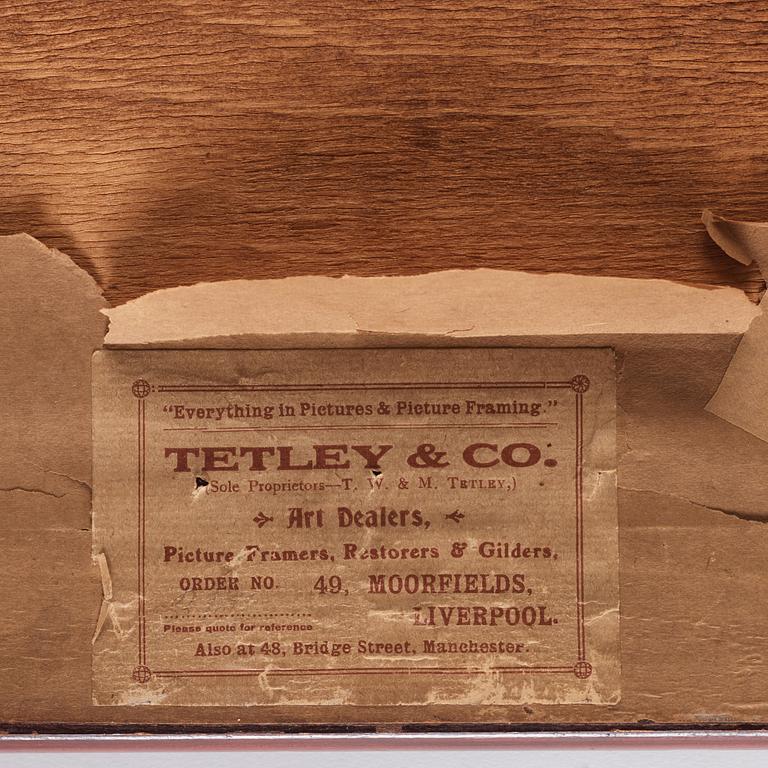 “Everything in Pictures & Picture Framing.”
TETLEY & CO.
(Sole Proprietors—T. W. & M. TETLEY,)
Art Dealers,
Picture Framers, Restorers & Gilders,
ORDER NO. 49, MOORFIELDS,
LIVERPOOL.
Please quote for reference
Also at 48, Bridge Street, Manchester.